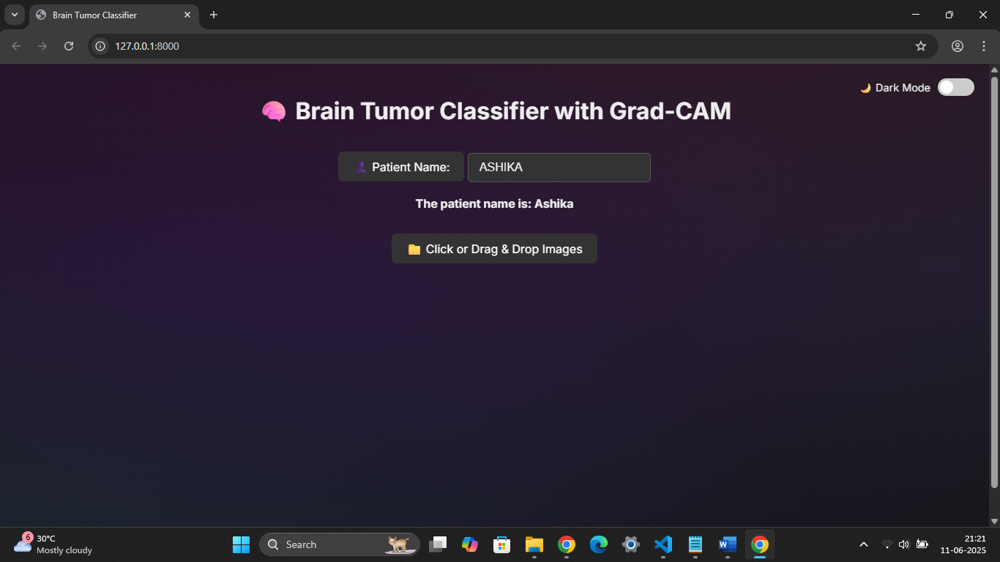 Brain Tumor Classifier
127.0.0.1:8000
🌙 Dark Mode
🧠 Brain Tumor Classifier with Grad-CAM
👤 Patient Name: ASHIKA
The patient name is: Ashika
📁 Click or Drag & Drop Images
6
30°C
Mostly cloudy
Search
21:21
11-06-2025